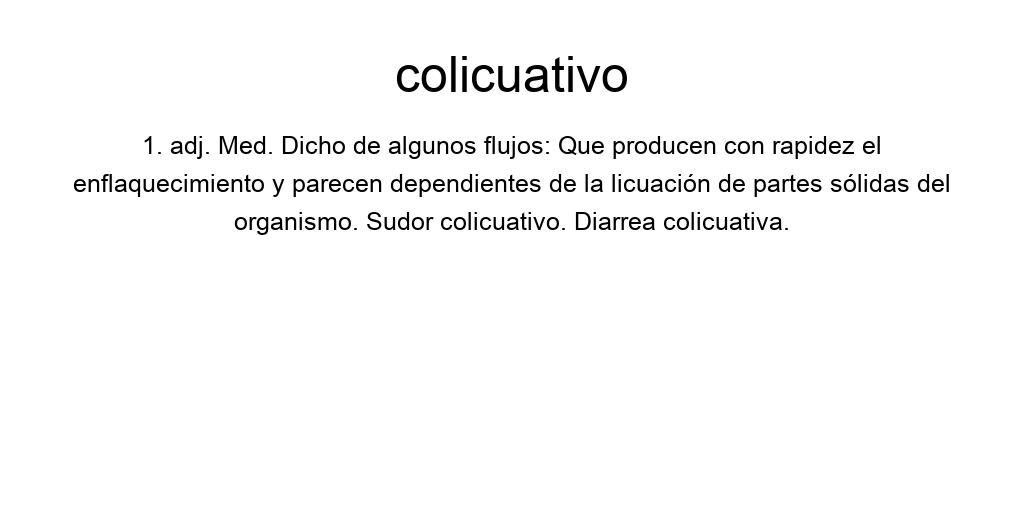 colicuativo
1. adj. Med. Dicho de algunos flujos: Que producen con rapidez el
enflaquecimiento y parecen dependientes de la licuación de partes sólidas del
organismo. Sudor colicuativo. Diarrea colicuativa.